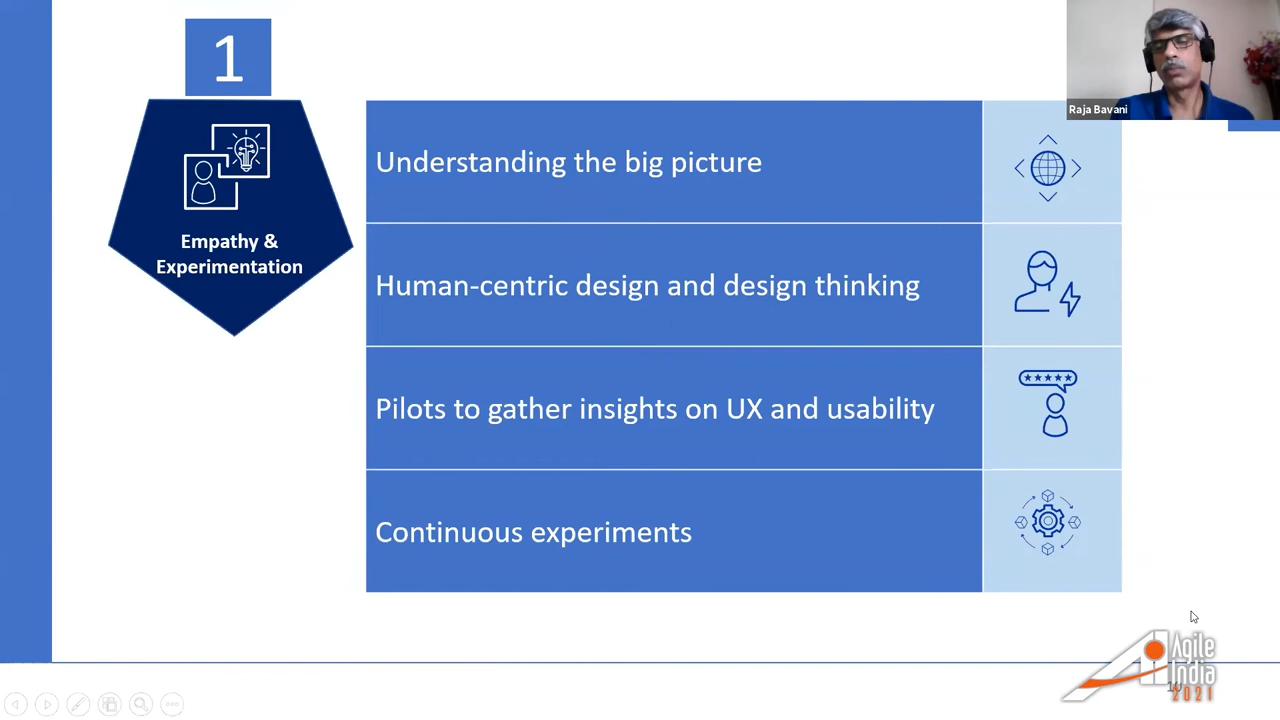 1
Empathy &
Experimentation
Understanding the big picture
Human-centric design and design thinking
Pilots to gather insights on UX and usability
Continuous experiments
Raja Bavani
Agile
India
2021